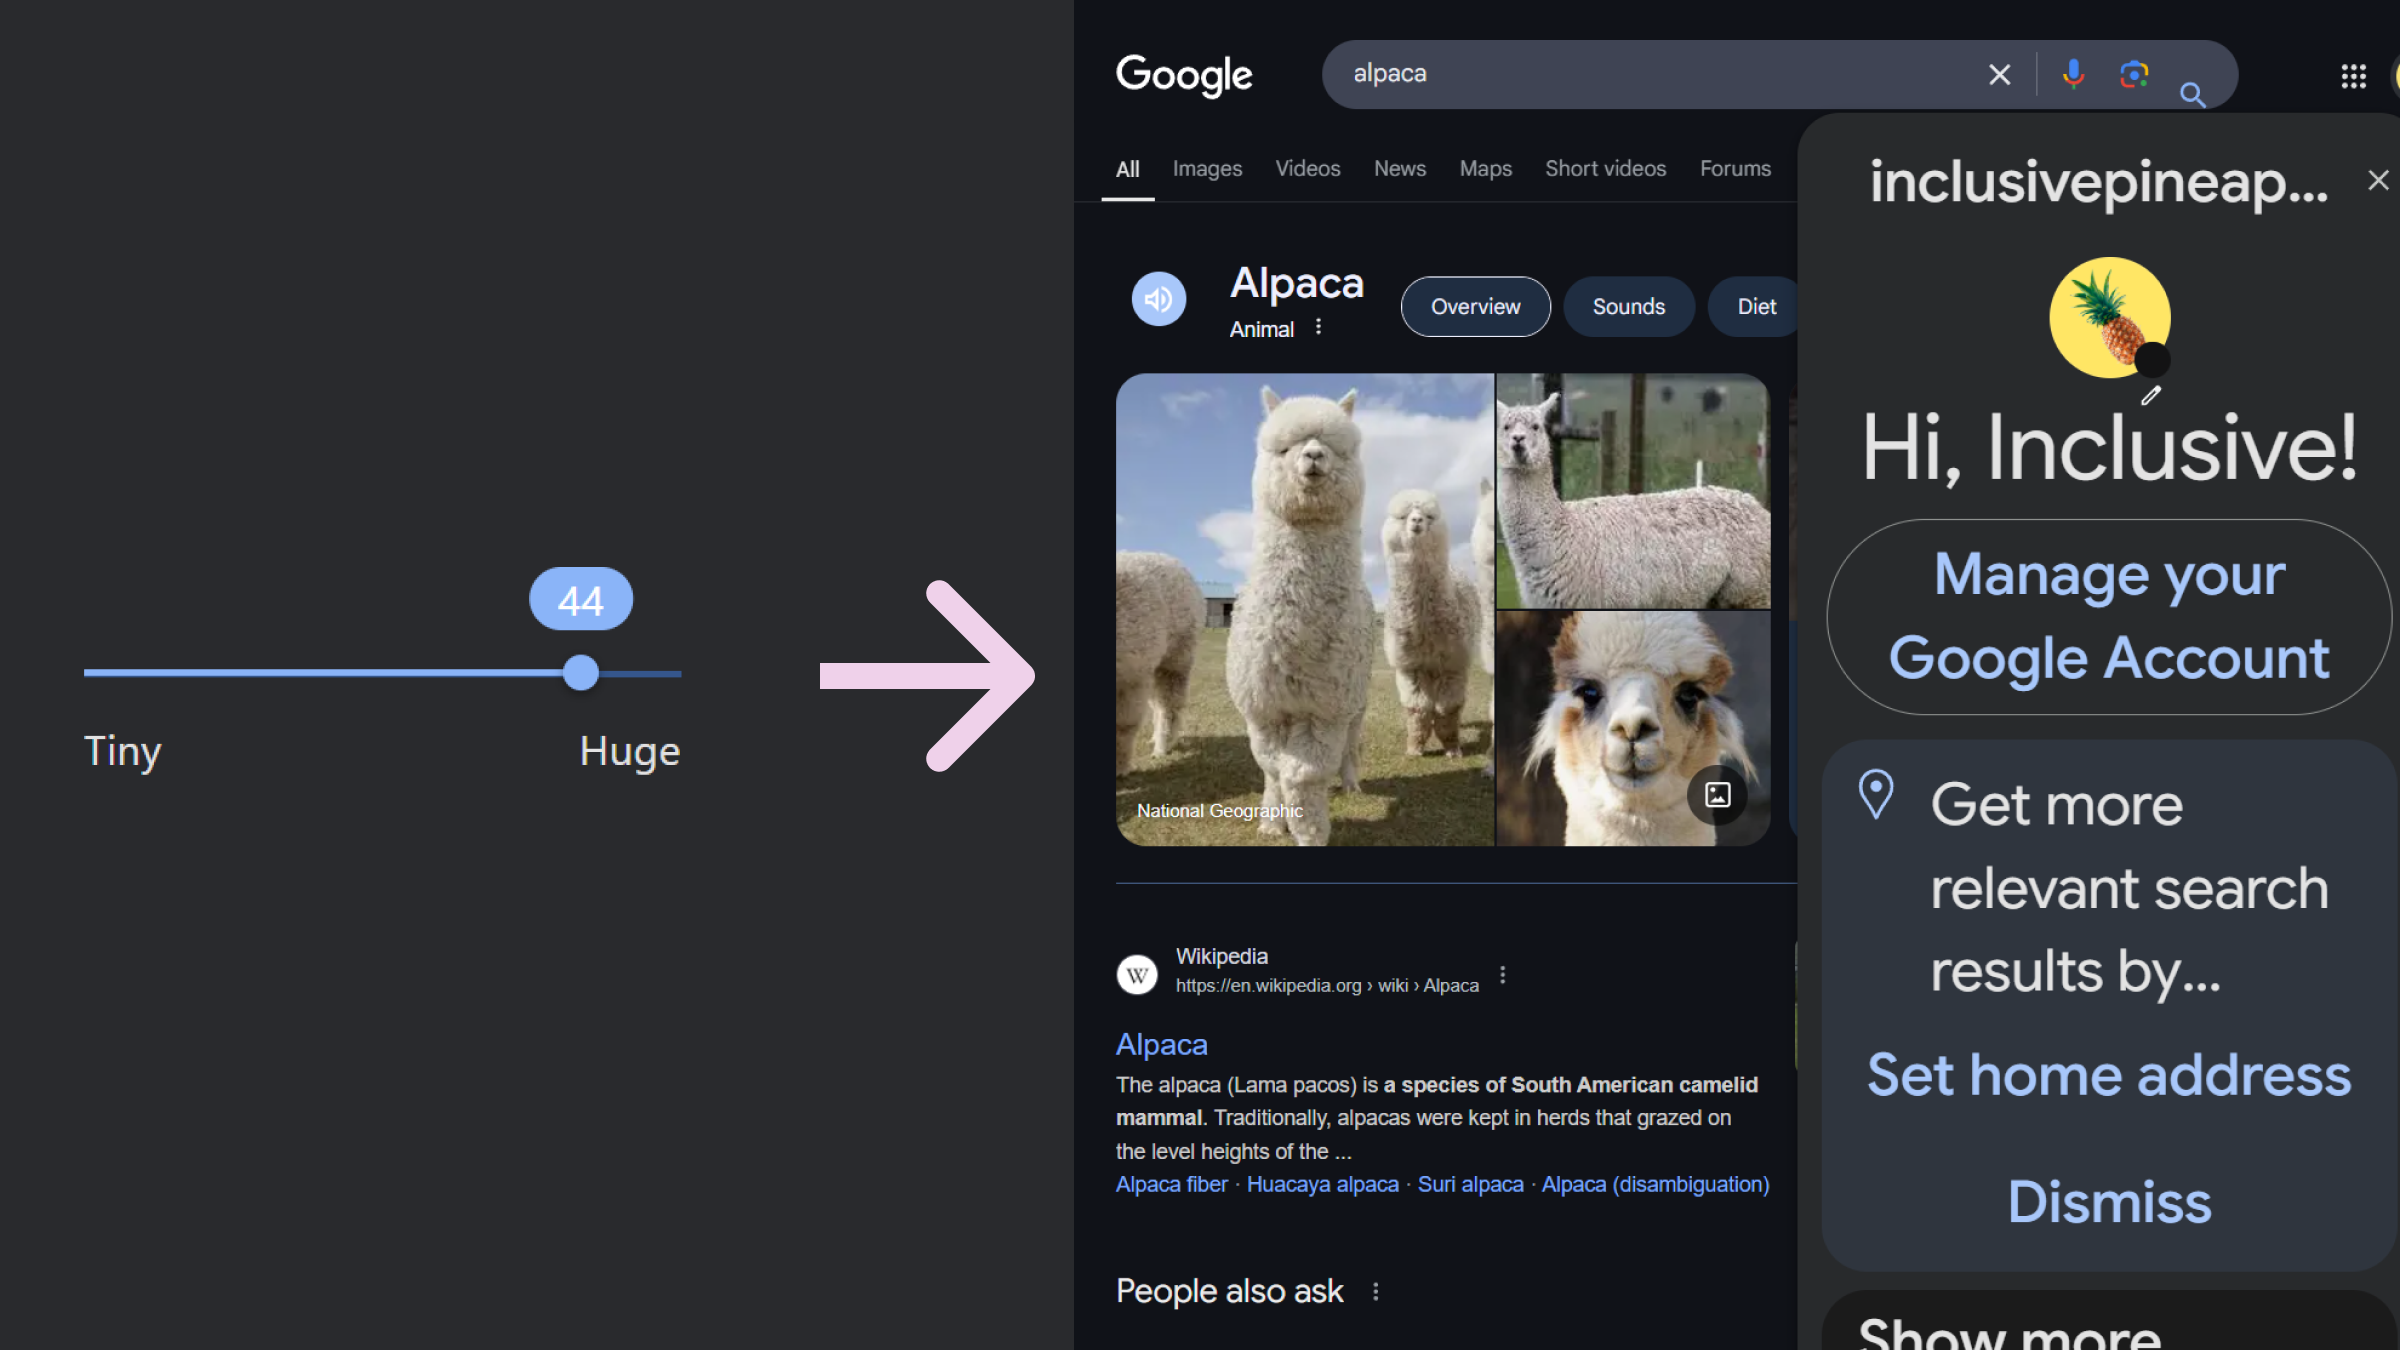 44
Tiny
Huge
Google
alpaca
All
Images
Videos
News
Maps
Short videos
Forums
Alpaca
Animal
Overview
Sounds
Diet
National Geographic
W
Wikipedia
https://en.wikipedia.org › wiki › Alpaca
Alpaca
The alpaca (Lama pacos) is a species of South American camelid
mammal. Traditionally, alpacas were kept in herds that grazed on
the level heights of the ...
Alpaca fiber · Huacaya alpaca · Suri alpaca · Alpaca (disambiguation)
People also ask
inclusivepineap...
Hi, Inclusive!
Manage your
Google Account
Get more
relevant search
results by...
Set home address
Dismiss
Show more